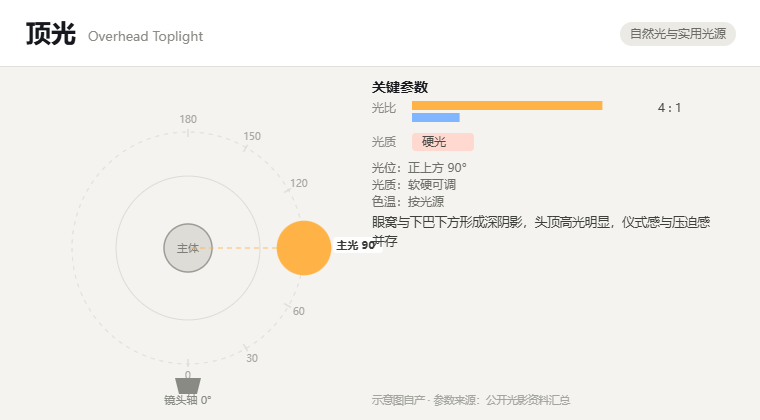 顶光 Overhead Toplight
自然光与实用光源
关键参数
光比 4 : 1
光质 硬光
光位：正上方 90°
光质：软硬可调
色温：按光源
眼窝与下巴下方形成深阴影，头顶高光明显，仪式感与压迫感
并存
180
150
120
主体
主光 90°
60
30
0
镜头轴 0°
示意图自产 · 参数来源：公开光影资料汇总